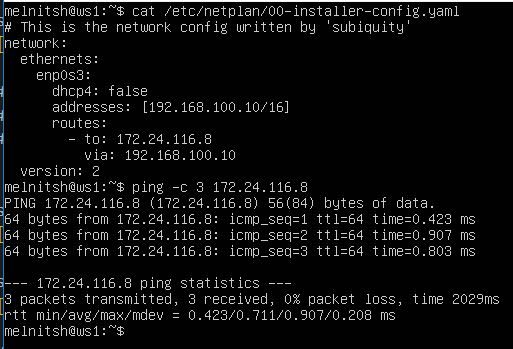 melnitsh@ws1:~$ cat /etc/netplan/00-installer-config.yaml
# This is the network config written by 'subiquity'
network:
  ethernets:
    enp0s3:
      dhcp4: false
      addresses: [192.168.100.10/16]
      routes:
        - to: 172.24.116.8
          via: 192.168.100.10
  version: 2
melnitsh@ws1:~$ ping -c 3 172.24.116.8
PING 172.24.116.8 (172.24.116.8) 56(84) bytes of data.
64 bytes from 172.24.116.8: icmp_seq=1 ttl=64 time=0.423 ms
64 bytes from 172.24.116.8: icmp_seq=2 ttl=64 time=0.907 ms
64 bytes from 172.24.116.8: icmp_seq=3 ttl=64 time=0.803 ms

--- 172.24.116.8 ping statistics ---
3 packets transmitted, 3 received, 0% packet loss, time 2029ms
rtt min/avg/max/mdev = 0.423/0.711/0.907/0.208 ms
melnitsh@ws1:~$